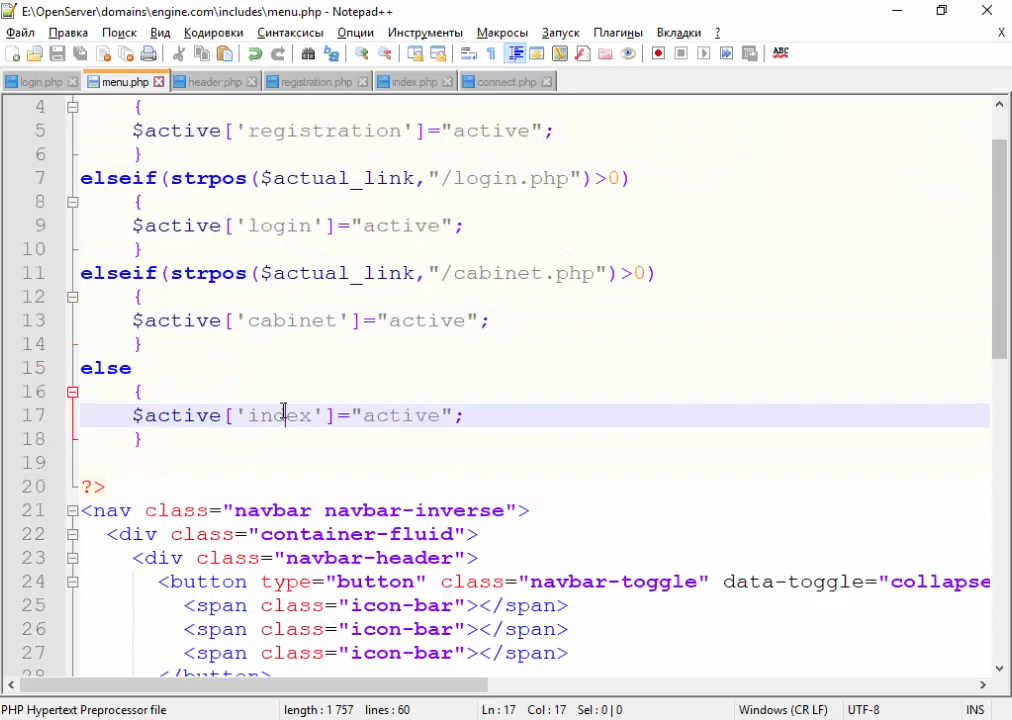 E:\OpenServer\domains\engine.com\includes\menu.php - Notepad++
Файл Правка Поиск Вид Кодировки Синтаксисы Опции Инструменты Макросы Запуск Плагины Вкладки ? X
ABC
login.php menu.php header.php registration.php index.php connect.php
4 {
5 $active['registration']="active";
6 }
7 elseif(strpos($actual_link,"/login.php")>0)
8 {
9 $active['login']="active";
10 }
11 elseif(strpos($actual_link,"/cabinet.php")>0)
12 {
13 $active['cabinet']="active";
14 }
15 else
16 {
17 $active['index']="active";
18 }
19
20 ?>
21 <nav class="navbar navbar-inverse">
22 <div class="container-fluid">
23 <div class="navbar-header">
24 <button type="button" class="navbar-toggle" data-toggle="collapse
25 <span class="icon-bar"></span>
26 <span class="icon-bar"></span>
27 <span class="icon-bar"></span>
28 </button>
PHP Hypertext Preprocessor file length : 1 757 lines : 60 Ln : 17 Col : 17 Sel : 0 | 0 Windows (CR LF) UTF-8 INS